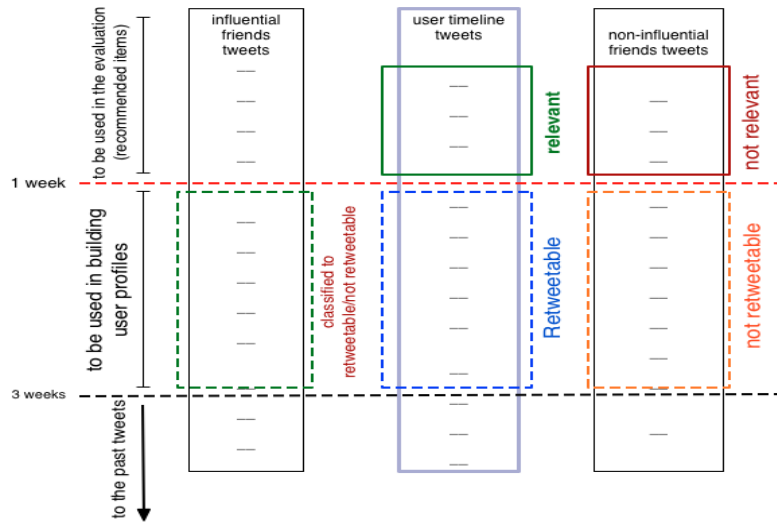 influential
friends
tweets
user timeline
tweets
non-influential
friends tweets
to be used in the evaluation
(recommended items)
relevant
not relevant
1 week
to be used in building
user profiles
classified to
retweetable/not retweetable
Retweetable
not retweetable
3 weeks
to the past tweets